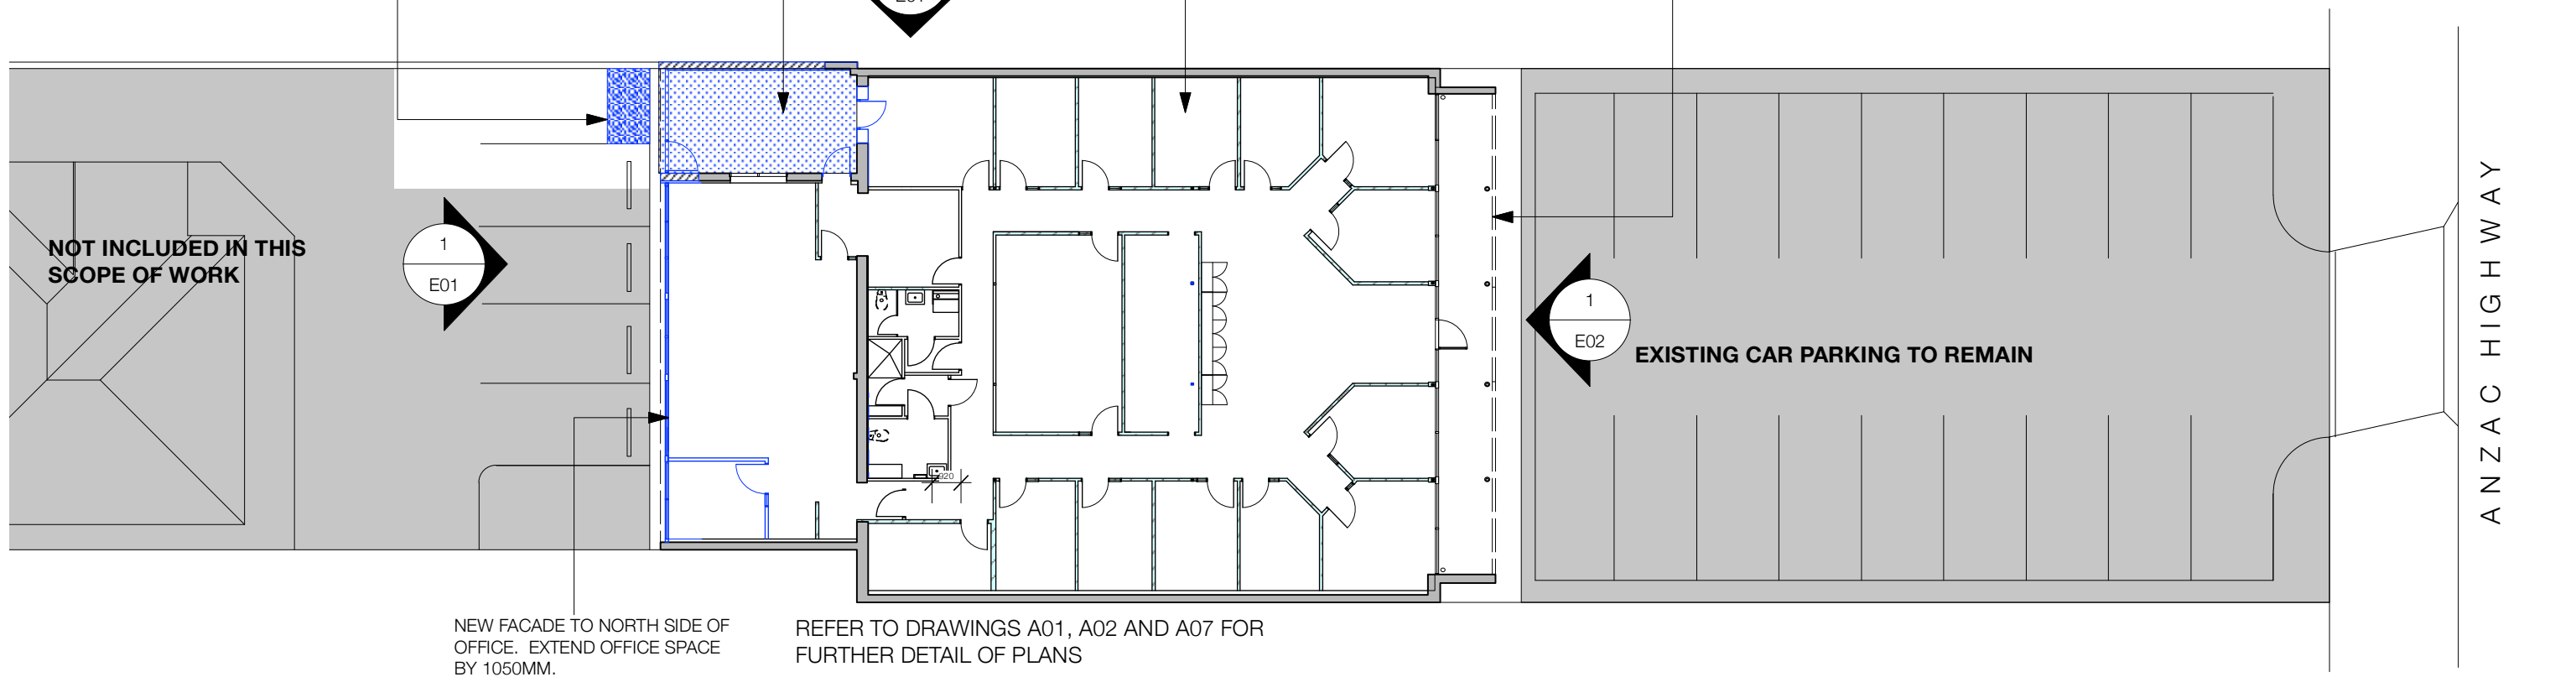 NOT INCLUDED IN THIS
SCOPE OF WORK
1
E01
920
1
E02
EXISTING CAR PARKING TO REMAIN
ANZAC HIGHWAY
NEW FACADE TO NORTH SIDE OF
OFFICE. EXTEND OFFICE SPACE
BY 1050MM.
REFER TO DRAWINGS A01, A02 AND A07 FOR
FURTHER DETAIL OF PLANS